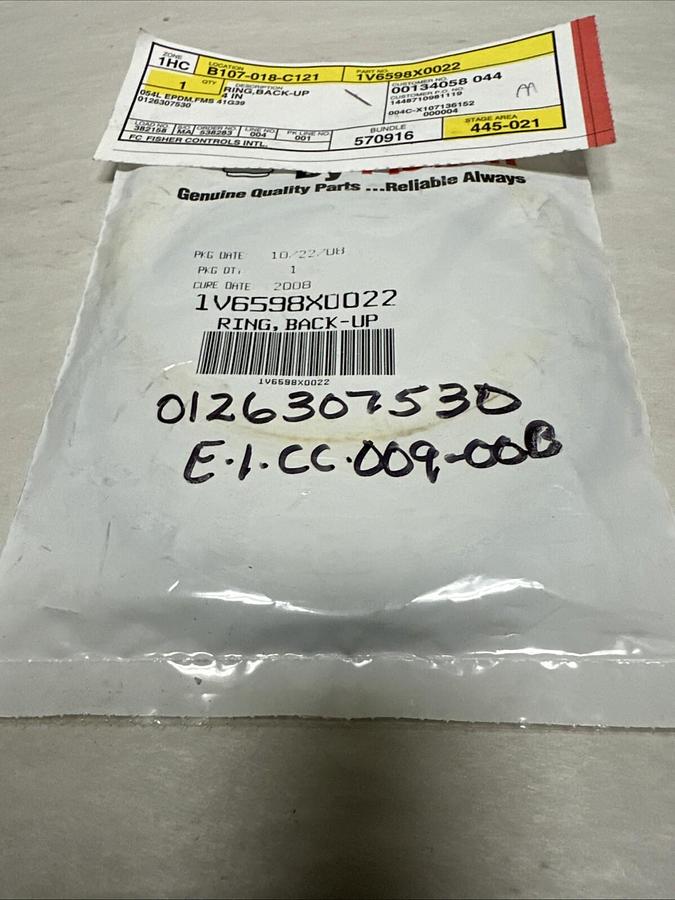 ZONE
1HC
LOCATION
B107-018-C121
PART NO.
1V6598X0022
1 QTY
DESCRIPTION
RING,BACK-UP
4 IN
054L EPDM.FMS 41G39
0126307530
CUSTOMER NO.
00134058 044
CUSTOMER P.O. NO.
1448710981119
004C-X107136152
000004
LOAD NO.
382158
MA
ORDER NO.
538283
LINE NO.
004
PK LINE NO
001
BUNDLE
570916
STAGE AREA
445-021
FC FISHER CONTROLS INTL.
Genuine Quality Parts ...Reliable Always
PKG DATE 10/22/08
PKG QT. 1
CURE DATE 2008
1V6598X0022
RING,BACK-UP
1V6598X0022
0126307530
E.1.CC.009-00B